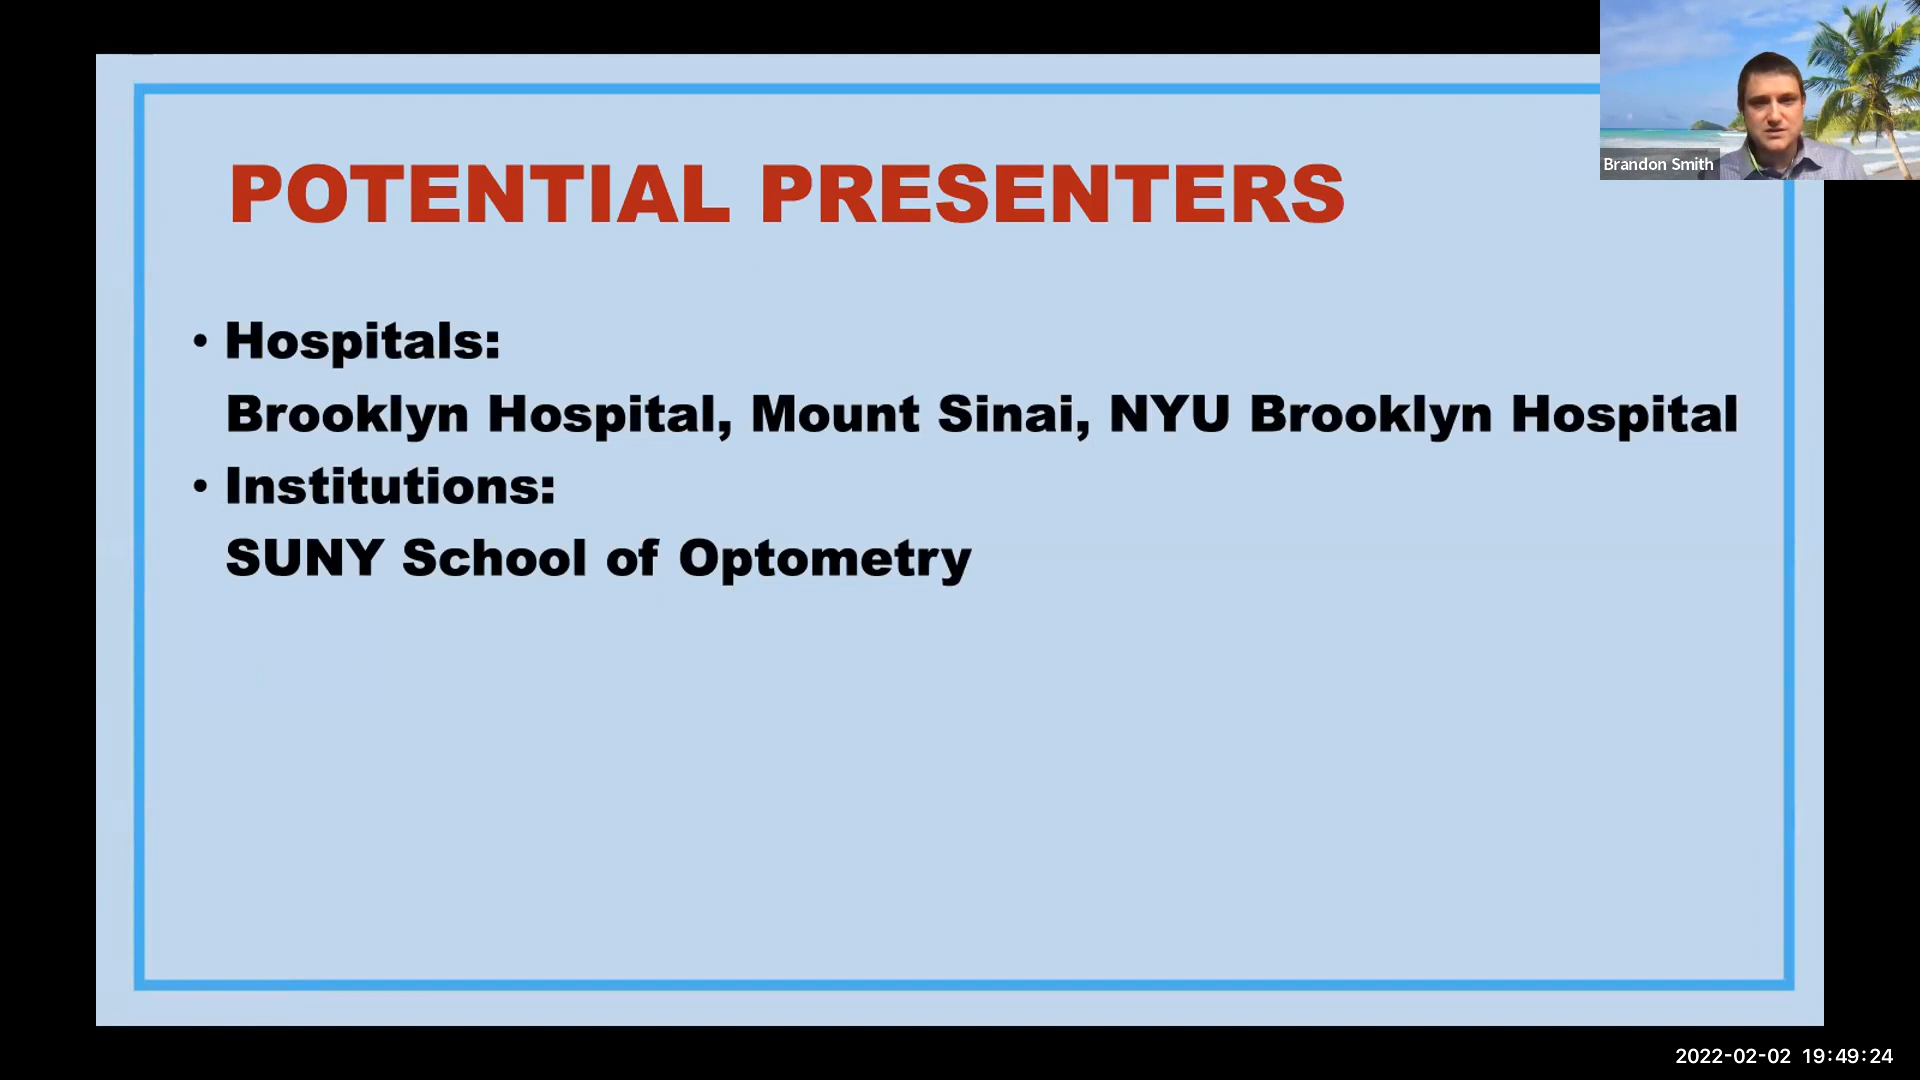 POTENTIAL PRESENTERS
Brandon Smith
• Hospitals:
Brooklyn Hospital, Mount Sinai, NYU Brooklyn Hospital
• Institutions:
SUNY School of Optometry
2022-02-02 19:49:24